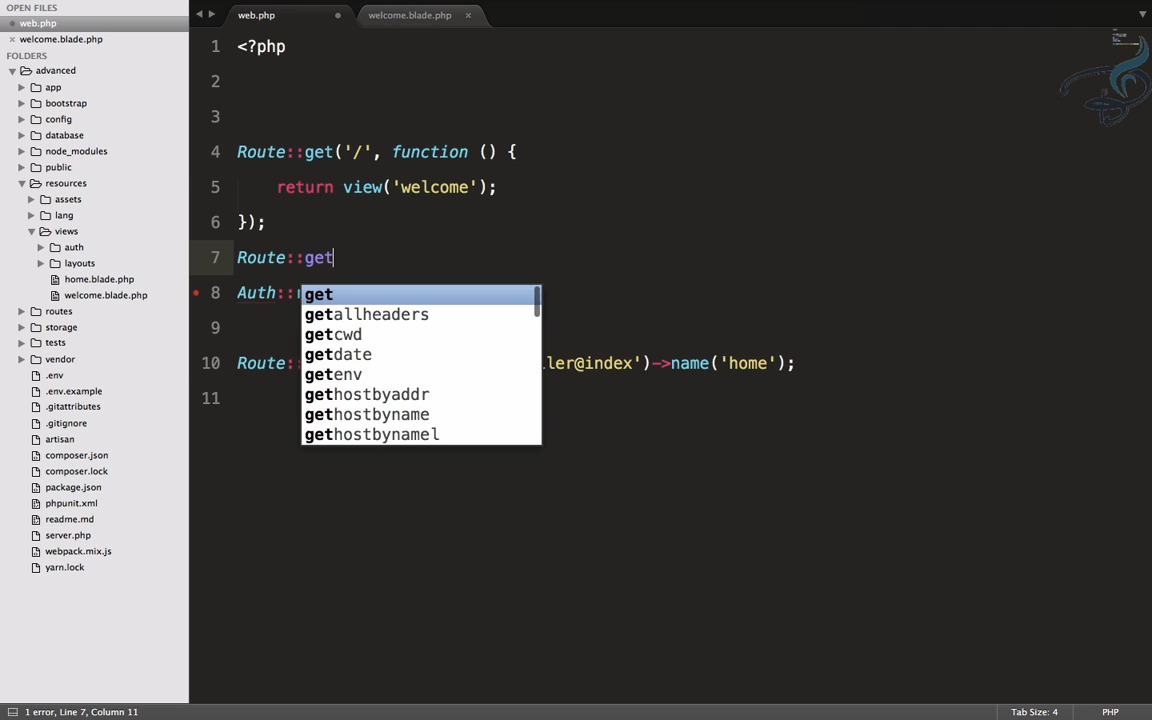 OPEN FILES
web.php
welcome.blade.php
FOLDERS
advanced
app
bootstrap
config
database
node_modules
public
resources
assets
lang
views
auth
layouts
home.blade.php
welcome.blade.php
routes
storage
tests
vendor
.env
.env.example
.gitattributes
.gitignore
artisan
composer.json
composer.lock
package.json
phpunit.xml
readme.md
server.php
webpack.mix.js
yarn.lock
web.php
welcome.blade.php
1 <?php
2
3
4 Route::get('/', function () {
5 return view('welcome');
6 });
7 Route::get
8 Auth::
get
getallheaders
getcwd
getdate
getenv
gethostbyaddr
gethostbyname
gethostbynamel
9
10 Route:: ler@index')->name('home');
11
1 error, Line 7, Column 11
Tab Size: 4
PHP